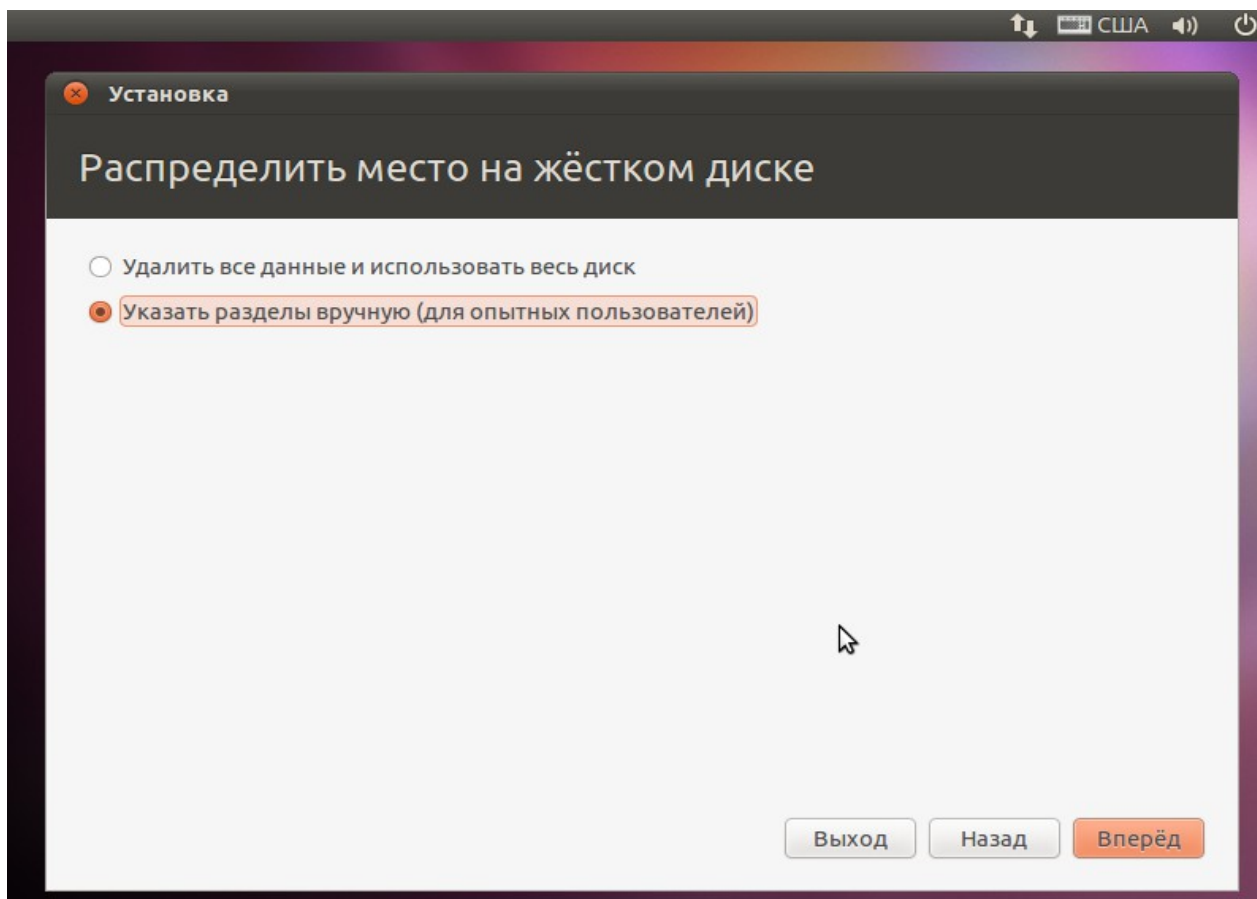 США
Установка
Распределить место на жёстком диске
Удалить все данные и использовать весь диск
Указать разделы вручную (для опытных пользователей)
Выход Назад Вперёд